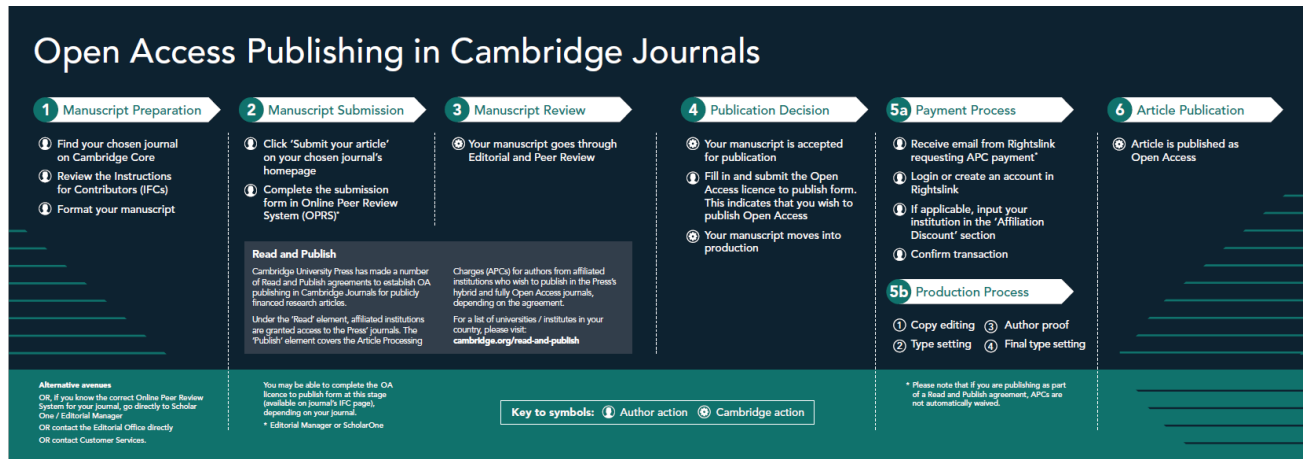 Open Access Publishing in Cambridge Journals
1 Manuscript Preparation
Find your chosen journal
on Cambridge Core
Review the Instructions
for Contributors (IFCs)
Format your manuscript
2 Manuscript Submission
Click 'Submit your article'
on your chosen journal's
homepage
Complete the submission
form in Online Peer Review
System (OPRS)*
3 Manuscript Review
Your manuscript goes through
Editorial and Peer Review
Read and Publish
Cambridge University Press has made a number
of Read and Publish agreements to establish OA
publishing in Cambridge Journals for publicly
financed research articles.
Under the 'Read' element, affiliated institutions
are granted access to the Press' journals. The
'Publish' element covers the Article Processing
Charges (APCs) for authors from affiliated
institutions who wish to publish in the Press's
hybrid and fully Open Access journals,
depending on the agreement.
For a list of universities / institutes in your
country, please visit:
cambridge.org/read-and-publish
4 Publication Decision
Your manuscript is accepted
for publication
Fill in and submit the Open
Access licence to publish form.
This indicates that you wish to
publish Open Access
Your manuscript moves into
production
5a Payment Process
Receive email from Rightslink
requesting APC payment*
Login or create an account in
Rightslink
If applicable, input your
institution in the 'Affiliation
Discount' section
Confirm transaction
5b Production Process
1 Copy editing 3 Author proof
2 Type setting 4 Final type setting
6 Article Publication
Article is published as
Open Access
Alternative avenues
OR, if you know the correct Online Peer Review
System for your journal, go directly to Scholar
One / Editorial Manager
OR contact the Editorial Office directly
OR contact Customer Services.
You may be able to complete the OA
licence to publish form at this stage
(available on journal's IFC page),
depending on your journal.
* Editorial Manager or ScholarOne
Key to symbols: Author action Cambridge action
* Please note that if you are publishing as part
of a Read and Publish agreement, APCs are
not automatically waived.